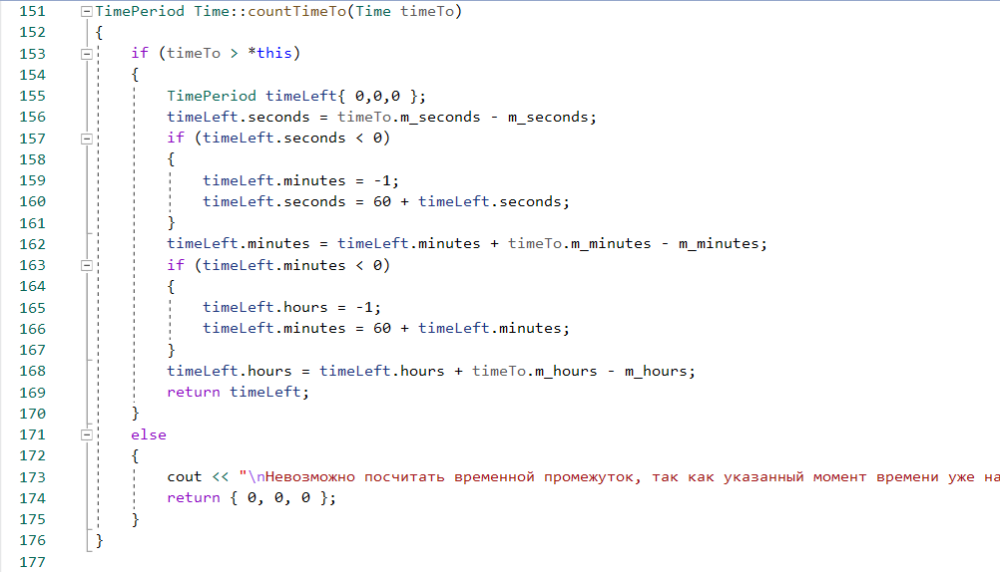 151 TimePeriod Time::countTimeTo(Time timeTo)
152 {
153     if (timeTo > *this)
154     {
155         TimePeriod timeLeft{ 0,0,0 };
156         timeLeft.seconds = timeTo.m_seconds - m_seconds;
157         if (timeLeft.seconds < 0)
158         {
159             timeLeft.minutes = -1;
160             timeLeft.seconds = 60 + timeLeft.seconds;
161         }
162         timeLeft.minutes = timeLeft.minutes + timeTo.m_minutes - m_minutes;
163         if (timeLeft.minutes < 0)
164         {
165             timeLeft.hours = -1;
166             timeLeft.minutes = 60 + timeLeft.minutes;
167         }
168         timeLeft.hours = timeLeft.hours + timeTo.m_hours - m_hours;
169         return timeLeft;
170     }
171     else
172     {
173         cout << "\nНевозможно посчитать временной промежуток, так как указанный момент времени уже на
174         return { 0, 0, 0 };
175     }
176 }
177